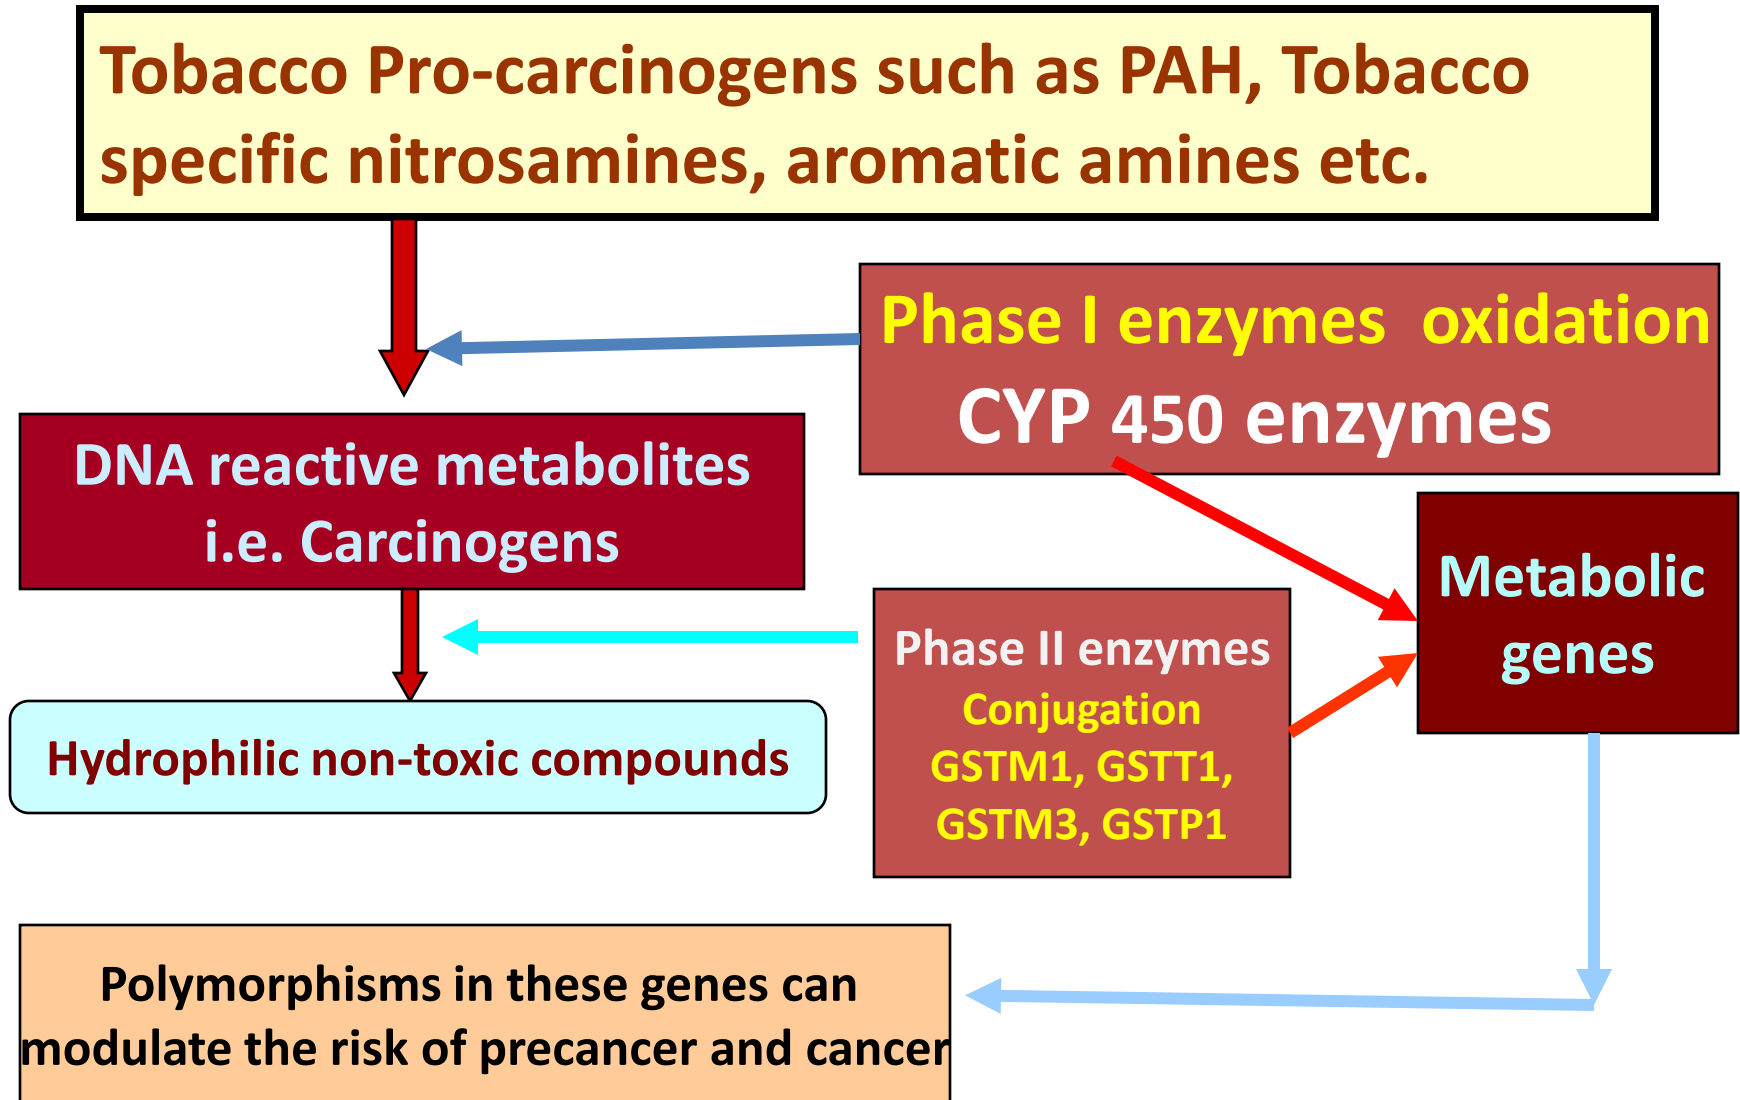 Tobacco Pro-carcinogens such as PAH, Tobacco
specific nitrosamines, aromatic amines etc.
Phase I enzymes  oxidation
CYP 450 enzymes
DNA reactive metabolites
i.e. Carcinogens
Metabolic
genes
Phase II enzymes
Conjugation
GSTM1, GSTT1,
GSTM3, GSTP1
Hydrophilic non-toxic compounds
Polymorphisms in these genes can
modulate the risk of precancer and cancer